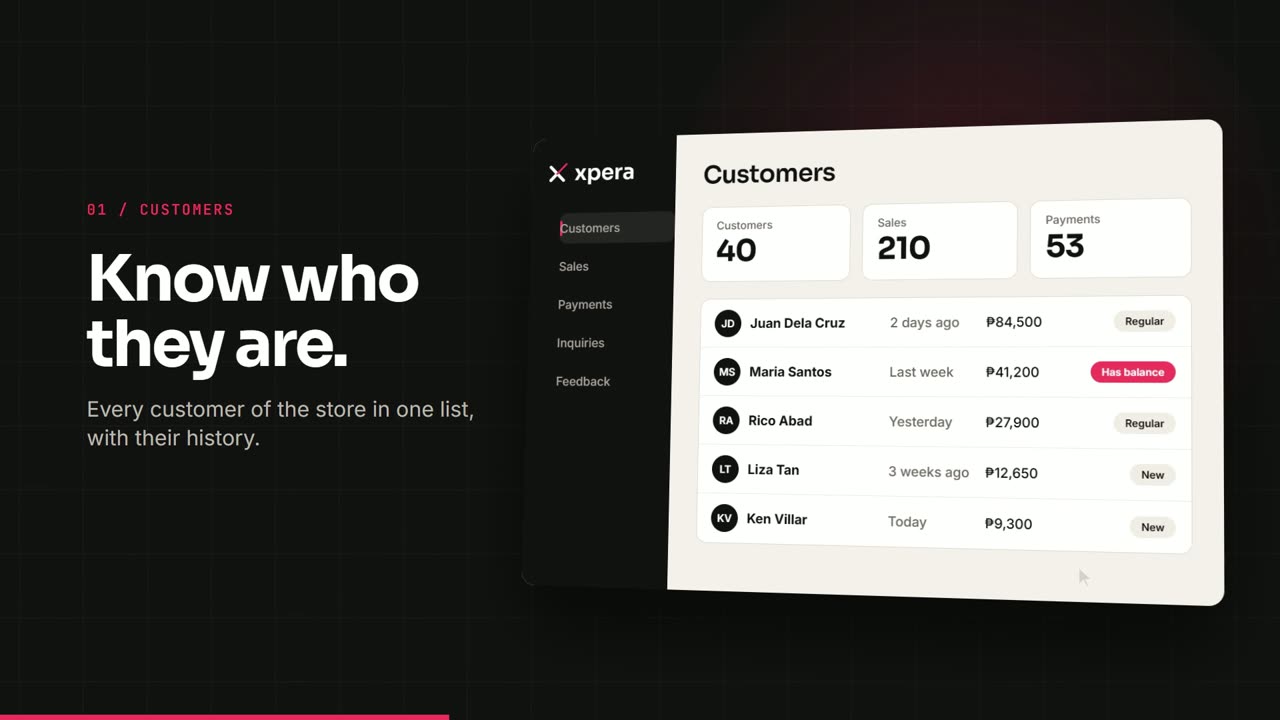 01 / CUSTOMERS
Know who
they are.
Every customer of the store in one list,
with their history.
xpera
Customers
Sales
Payments
Inquiries
Feedback
Customers
Customers
40
Sales
210
Payments
53
JD Juan Dela Cruz 2 days ago ₱84,500 Regular
MS Maria Santos Last week ₱41,200 Has balance
RA Rico Abad Yesterday ₱27,900 Regular
LT Liza Tan 3 weeks ago ₱12,650 New
KV Ken Villar Today ₱9,300 New